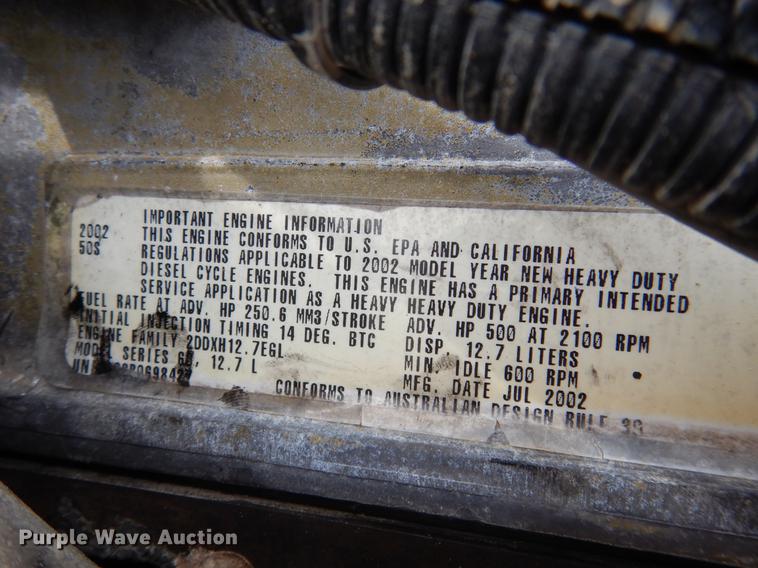 IMPORTANT ENGINE INFORMATION
2002 THIS ENGINE CONFORMS TO U.S. EPA AND CALIFORNIA
50S REGULATIONS APPLICABLE TO 2002 MODEL YEAR NEW HEAVY DUTY
DIESEL CYCLE ENGINES. THIS ENGINE HAS A PRIMARY INTENDED
SERVICE APPLICATION AS A HEAVY HEAVY DUTY ENGINE.
FUEL RATE AT ADV. HP 250.6 MM3/STROKE ADV. HP 500 AT 2100 RPM
INITIAL INJECTION TIMING 14 DEG. BTC DISP. 12.7 LITERS
ENGINE FAMILY 2DDXH12.7EGL MIN. IDLE 600 RPM
MODEL SERIES 12.7 L MFG. DATE JUL 2002
CONFORMS TO AUSTRALIAN DESIGN RULE
Purple Wave Auction